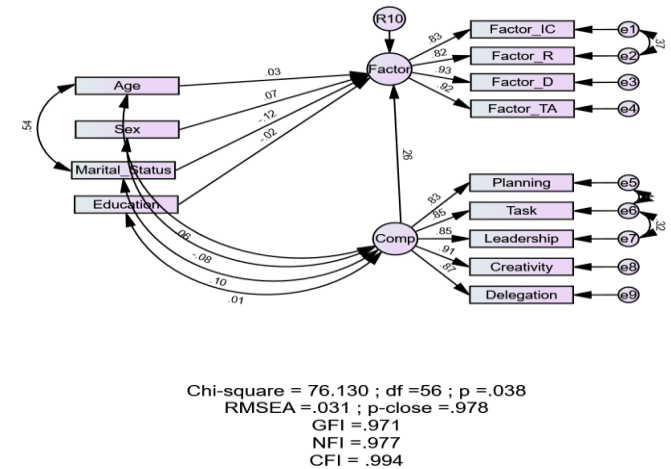 R10
Factor
.83
.82
.93
.92
Factor_IC
Factor_R
Factor_D
Factor_TA
e1
e2
e3
e4
.37
Age
Sex
Marital_Status
Education
.54
.03
.07
-.12
-.02
.26
.06
-.08
.10
.01
Comp
.83
.85
.85
.91
.87
Planning
Task
Leadership
Creativity
Delegation
e5
e6
e7
e8
e9
.32
Chi-square = 76.130 ; df =56 ; p =.038
RMSEA =.031 ; p-close =.978
GFI =.971
NFI =.977
CFI = .994